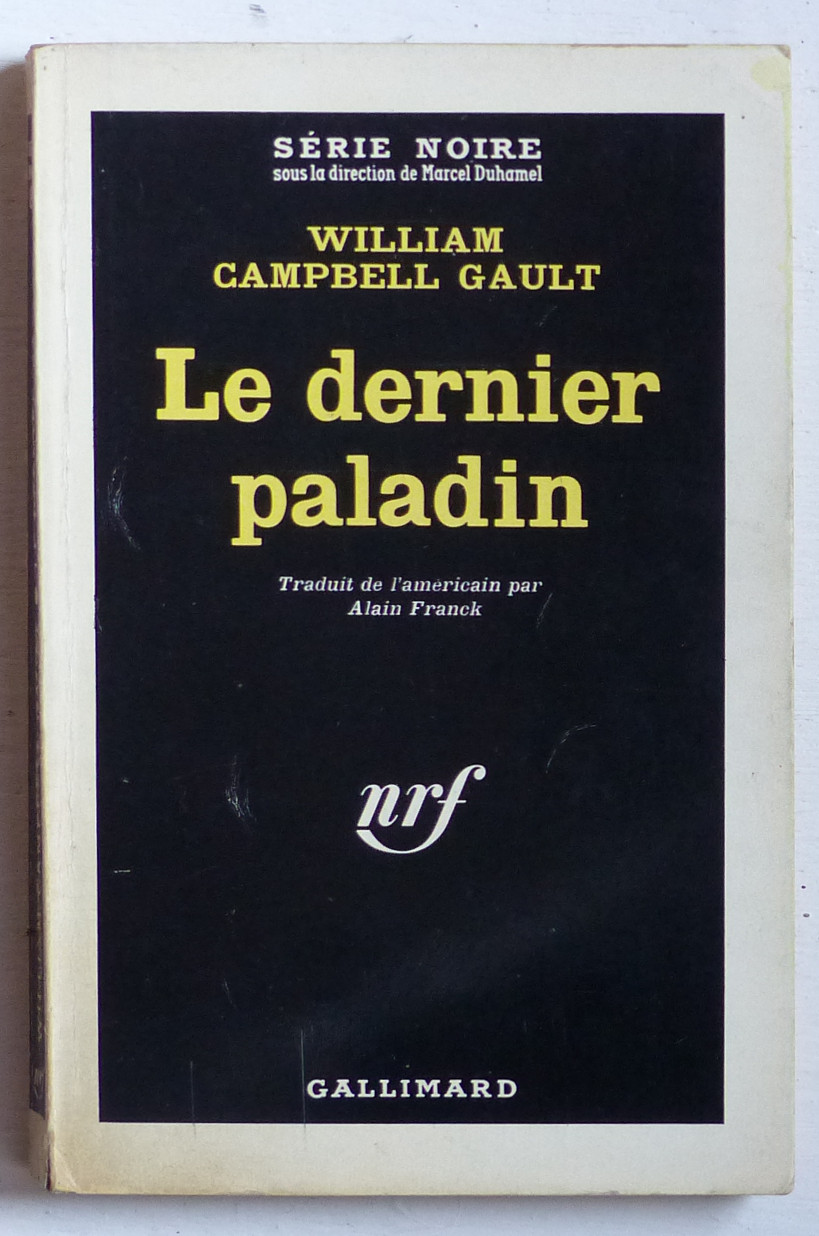 SÉRIE NOIRE
sous la direction de Marcel Duhamel
WILLIAM
CAMPBELL GAULT
Le dernier
paladin
Traduit de l'américain par
Alain Franck
nrf
GALLIMARD